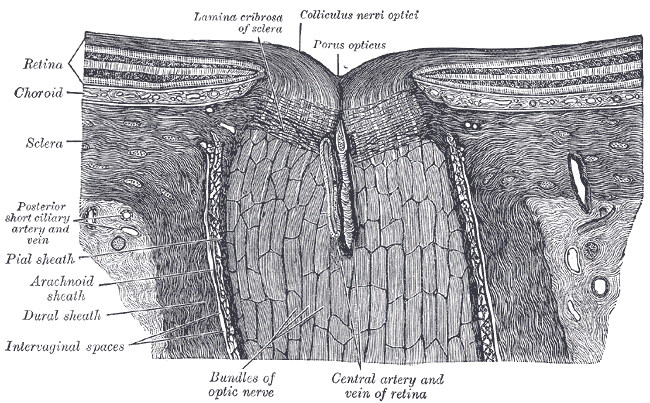 Lamina cribrosa
of sclera
Colliculus nervi optici
Porus opticus
Retina
Choroid
Sclera
Posterior
short ciliary
artery and
vein
Pial sheath
Arachnoid
sheath
Dural sheath
Intervaginal spaces
Bundles of
optic nerve
Central artery and
vein of retina